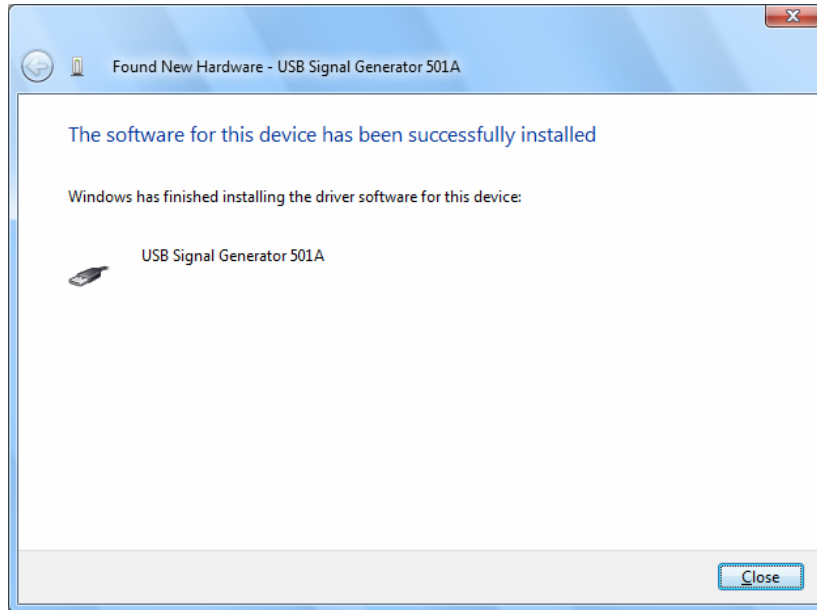 Found New Hardware - USB Signal Generator 501A
The software for this device has been successfully installed
Windows has finished installing the driver software for this device:
USB Signal Generator 501A
Close